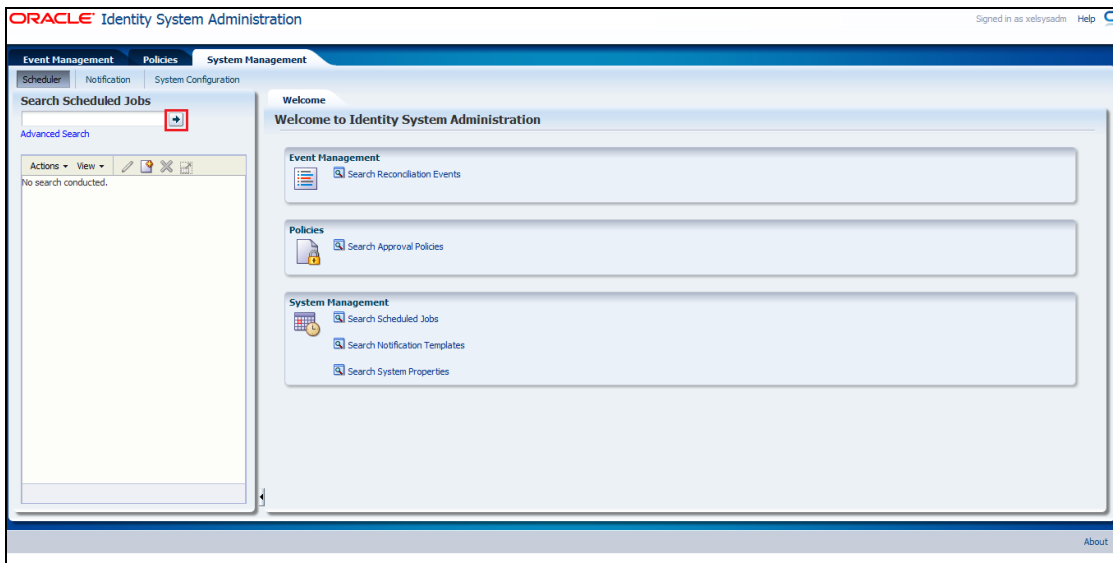 ORACLE Identity System Administration
Signed in as xelsysadm Help
Event Management Policies System Management
Scheduler Notification System Configuration
Search Scheduled Jobs
Advanced Search
Actions View
No search conducted.
Welcome
Welcome to Identity System Administration
Event Management
Search Reconciliation Events
Policies
Search Approval Policies
System Management
Search Scheduled Jobs
Search Notification Templates
Search System Properties
About